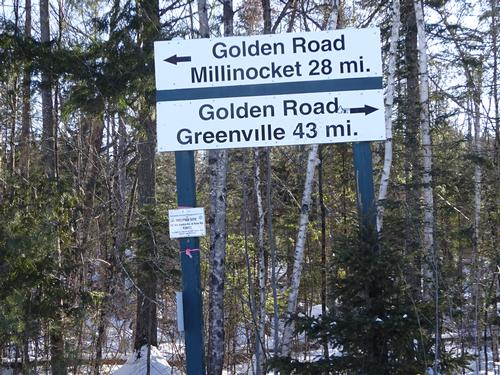 Golden Road
Millinocket 28 mi.
Golden Road
Greenville 43 mi.